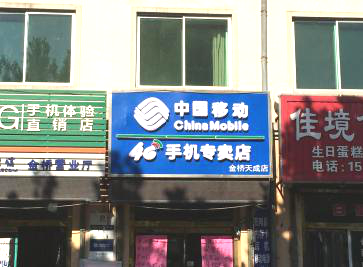 G 手机体验
直销店
金桥营业厅
中国移动
China Mobile
4G 手机专卖店
金桥天成店
佳境
生日蛋糕
电话:15